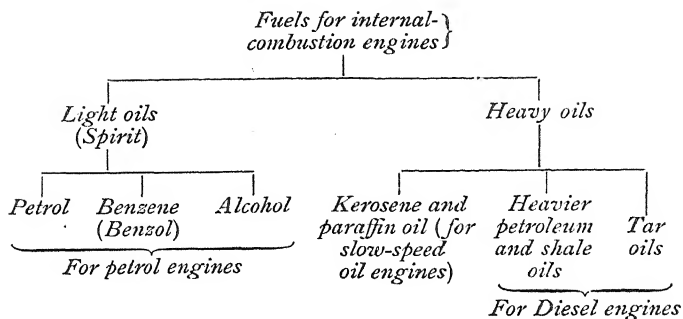 Fuels for internal-
combustion engines}
Light oils
(Spirit)
Heavy oils
Petrol
Benzene
(Benzol)
Alcohol
For petrol engines
Kerosene and
paraffin oil (for
slow-speed
oil engines)
Heavier
petroleum
and shale
oils
Tar
oils
For Diesel engines